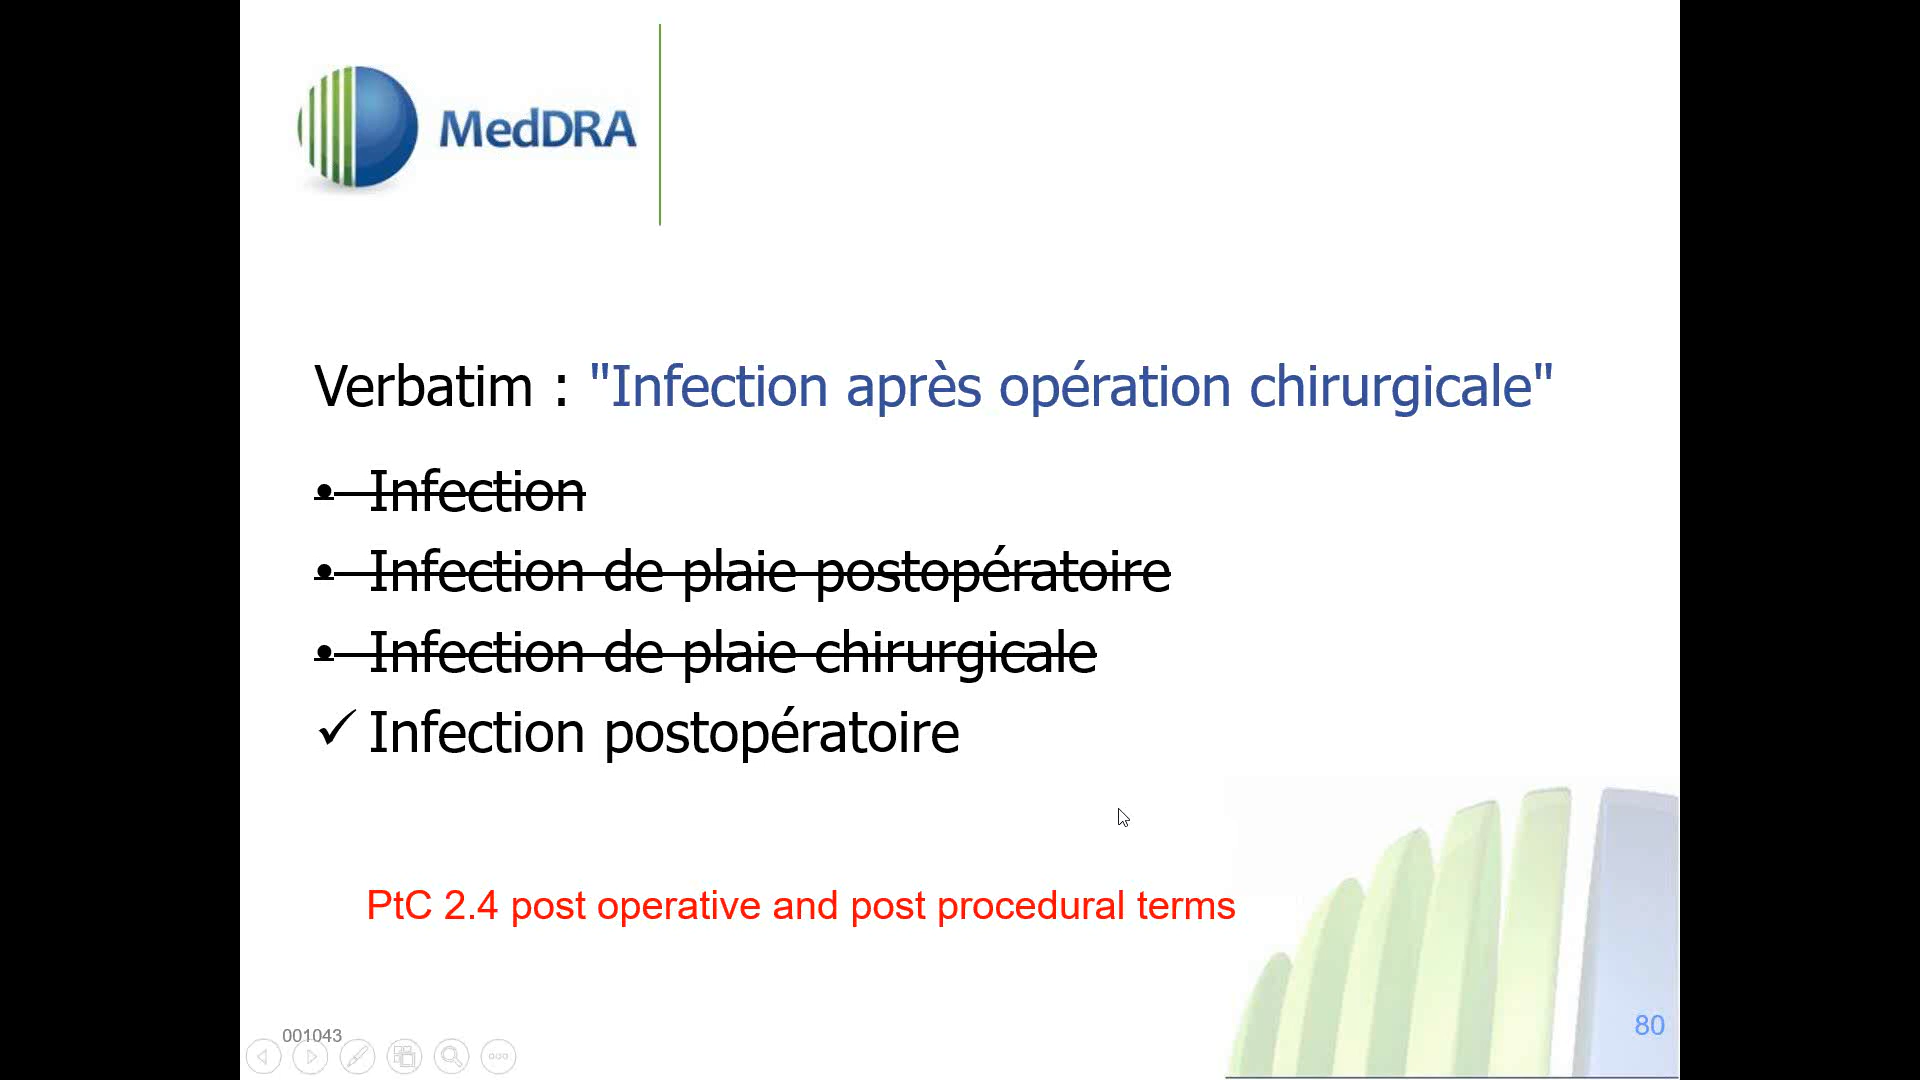 MedDRA
Verbatim : "Infection après opération chirurgicale"
• Infection
• Infection de plaie postopératoire
• Infection de plaie chirurgicale
✓ Infection postopératoire
PtC 2.4 post operative and post procedural terms
001043
80